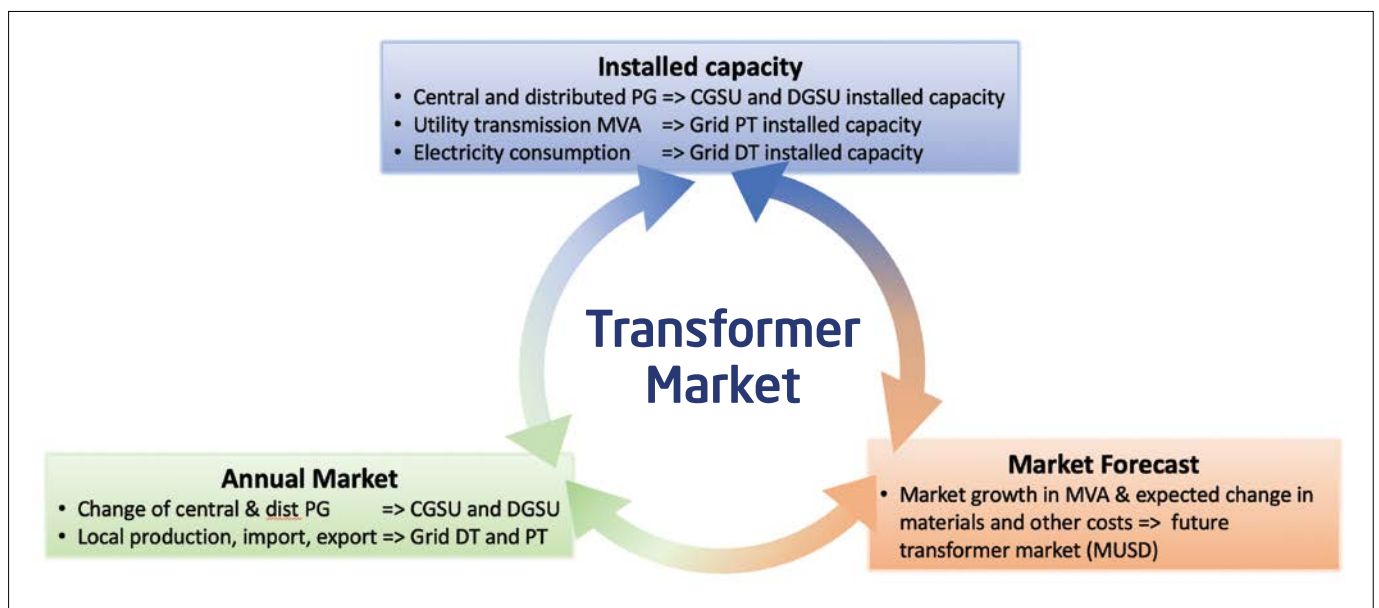 Installed capacity
• Central and distributed PG => CGSU and DGSU installed capacity
• Utility transmission MVA => Grid PT installed capacity
• Electricity consumption => Grid DT installed capacity
Transformer
Market
Annual Market
• Change of central & dist PG => CGSU and DGSU
• Local production, import, export => Grid DT and PT
Market Forecast
• Market growth in MVA & expected change in
materials and other costs => future
transformer market (MUSD)